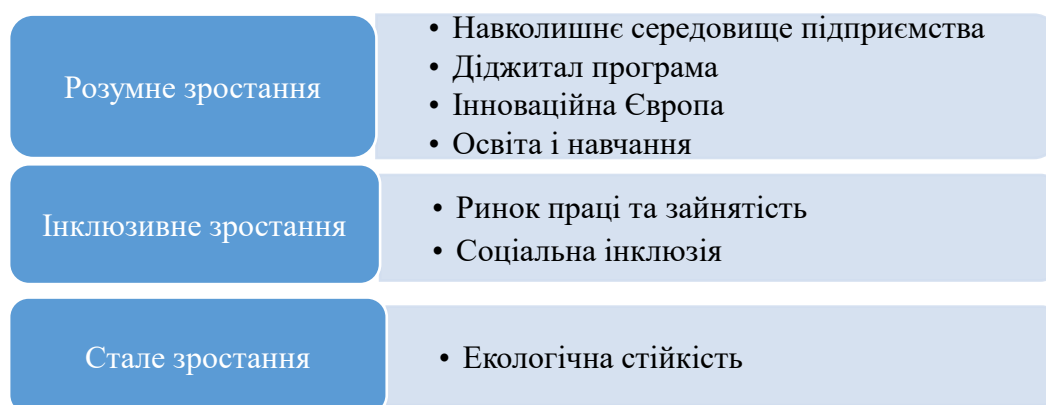 Розумне зростання
• Навколишнє середовище підприємства
• Діджитал програма
• Інноваційна Європа
• Освіта і навчання
Інклюзивне зростання
• Ринок праці та зайнятість
• Соціальна інклюзія
Стале зростання
• Екологічна стійкість